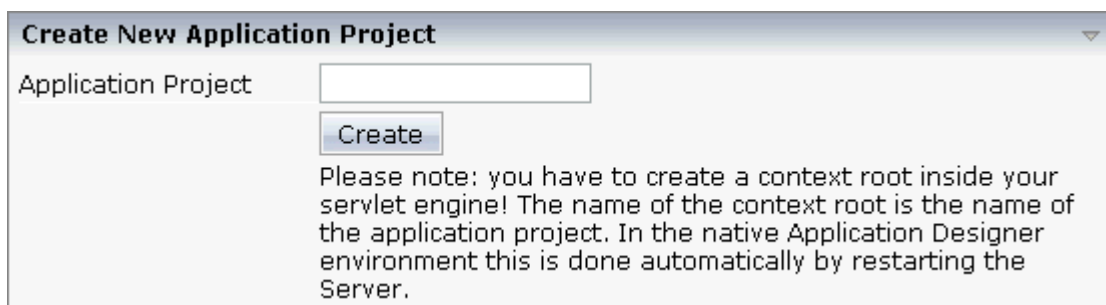 Create New Application Project
Application Project
Create
Please note: you have to create a context root inside your
servlet engine! The name of the context root is the name of
the application project. In the native Application Designer
environment this is done automatically by restarting the
Server.